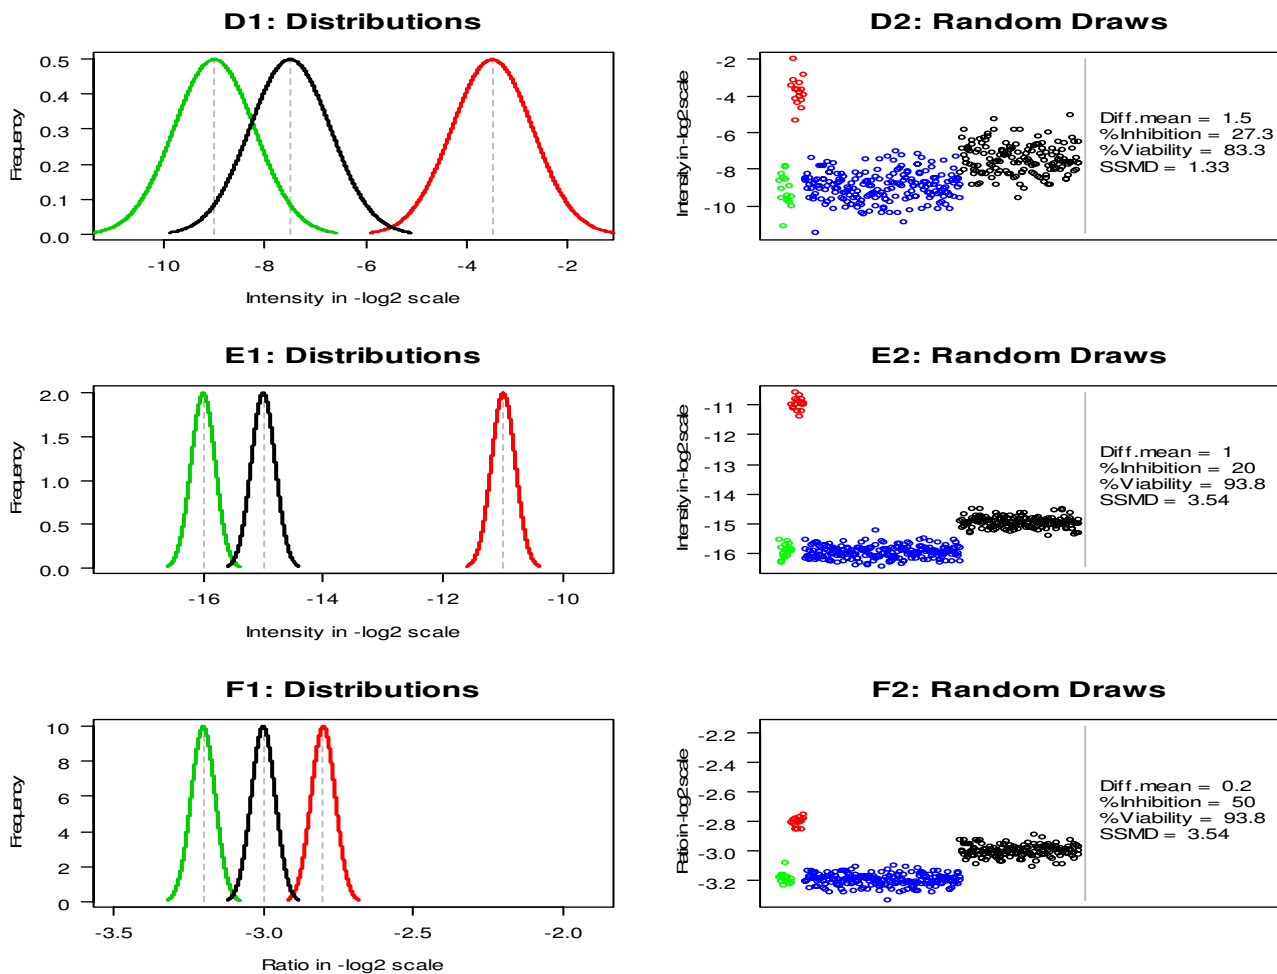 D1: Distributions
Frequency
0.5
0.4
0.3
0.2
0.1
0.0
-10 -8 -6 -4 -2
Intensity in -log2 scale
D2: Random Draws
Intensity in -log2 scale
-2
-4
-6
-8
-10
Diff.mean = 1.5
%Inhibition = 27.3
%Viability = 83.3
SSMD = 1.33
E1: Distributions
Frequency
2.0
1.5
1.0
0.5
0.0
-16 -14 -12 -10
Intensity in -log2 scale
E2: Random Draws
Intensity in -log2 scale
-11
-12
-13
-14
-15
-16
Diff.mean = 1
%Inhibition = 20
%Viability = 93.8
SSMD = 3.54
F1: Distributions
Frequency
10
8
6
4
2
0
-3.5 -3.0 -2.5 -2.0
Ratio in -log2 scale
F2: Random Draws
Ratio in -log2 scale
-2.2
-2.4
-2.6
-2.8
-3.0
-3.2
Diff.mean = 0.2
%Inhibition = 50
%Viability = 93.8
SSMD = 3.54